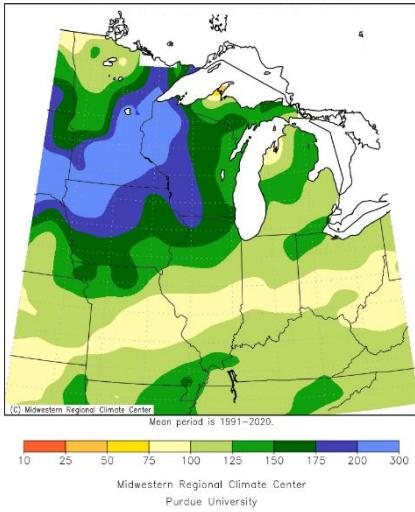 (C) Midwestern Regional Climate Center
Mean period is 1991-2020.
10 25 50 75 100 125 150 175 200 300
Midwestern Regional Climate Center
Purdue University